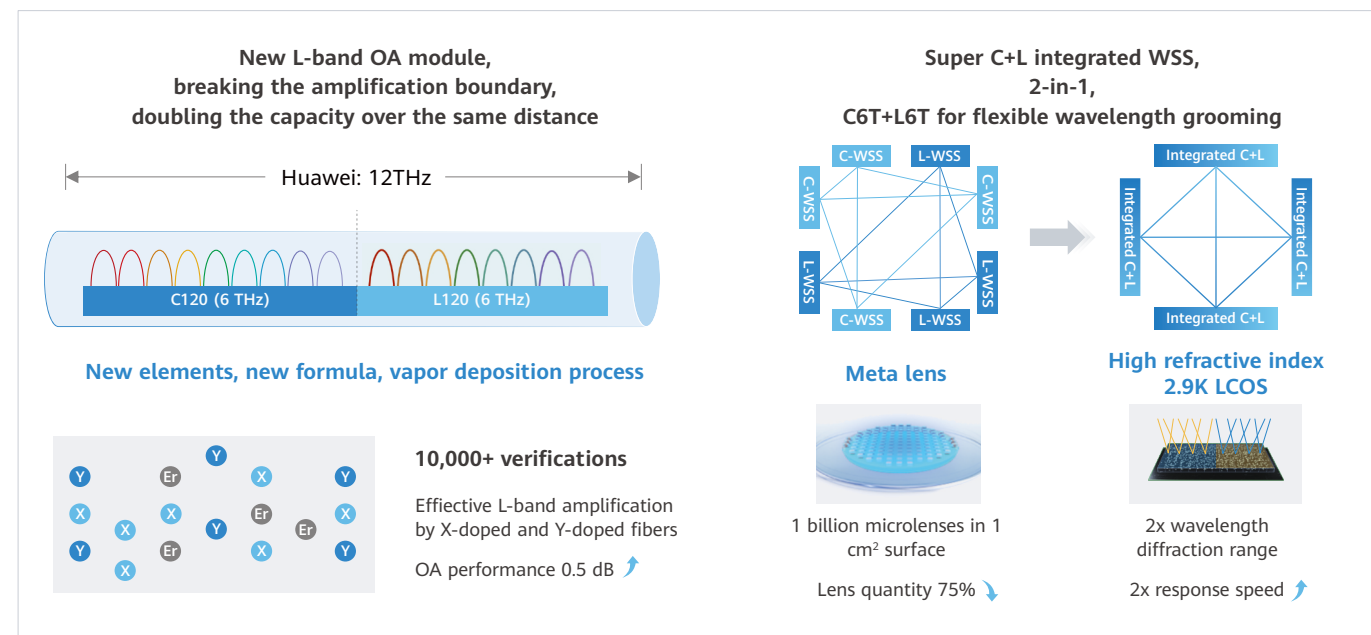 New L-band OA module,
breaking the amplification boundary,
doubling the capacity over the same distance
Huawei: 12THz
C120 (6 THz)
L120 (6 THz)
New elements, new formula, vapor deposition process
Y
Y
Er
X
Y
X
X
X
Er
Er
X
Y
Y
Er
X
Y
X
10,000+ verifications
Effective L-band amplification
by X-doped and Y-doped fibers
OA performance 0.5 dB
Super C+L integrated WSS,
2-in-1,
C6T+L6T for flexible wavelength grooming
C-WSS
L-WSS
C-WSS
C-WSS
L-WSS
L-WSS
C-WSS
L-WSS
Integrated C+L
Integrated C+L
Integrated C+L
Integrated C+L
Meta lens
1 billion microlenses in 1
cm² surface
Lens quantity 75%
High refractive index
2.9K LCOS
2x wavelength
diffraction range
2x response speed